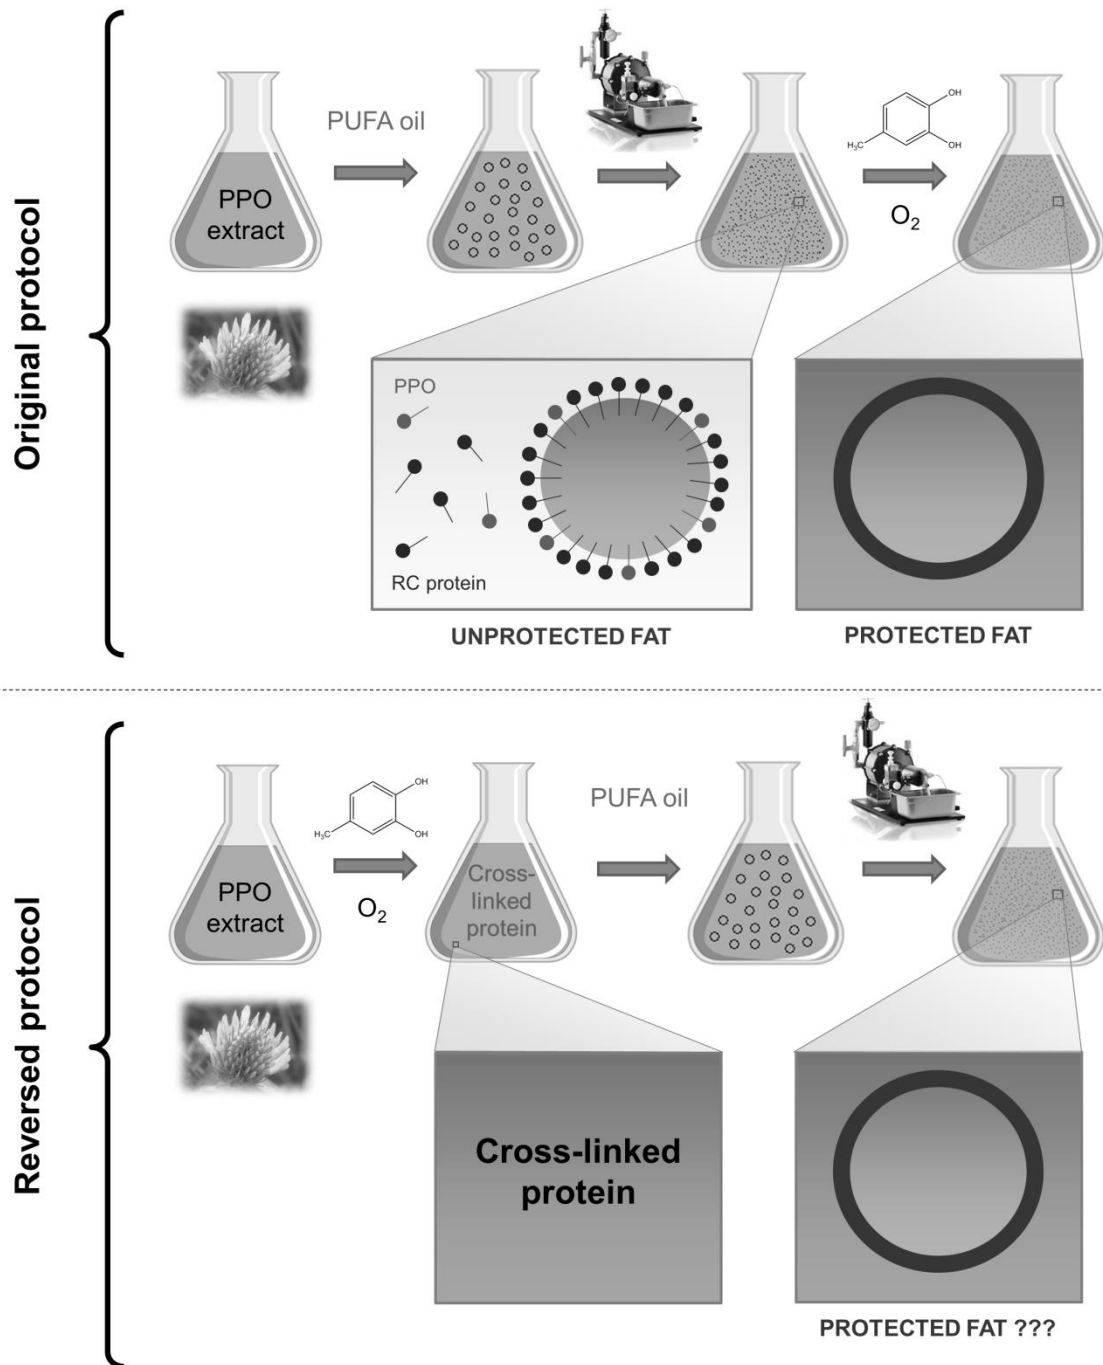 Original protocol
PPO
extract
PUFA oil
H₃C
OH
OH
O₂
PPO
RC protein
UNPROTECTED FAT
PROTECTED FAT
Reversed protocol
PPO
extract
H₃C
OH
OH
O₂
Cross-
linked
protein
PUFA oil
Cross-linked
protein
PROTECTED FAT ???